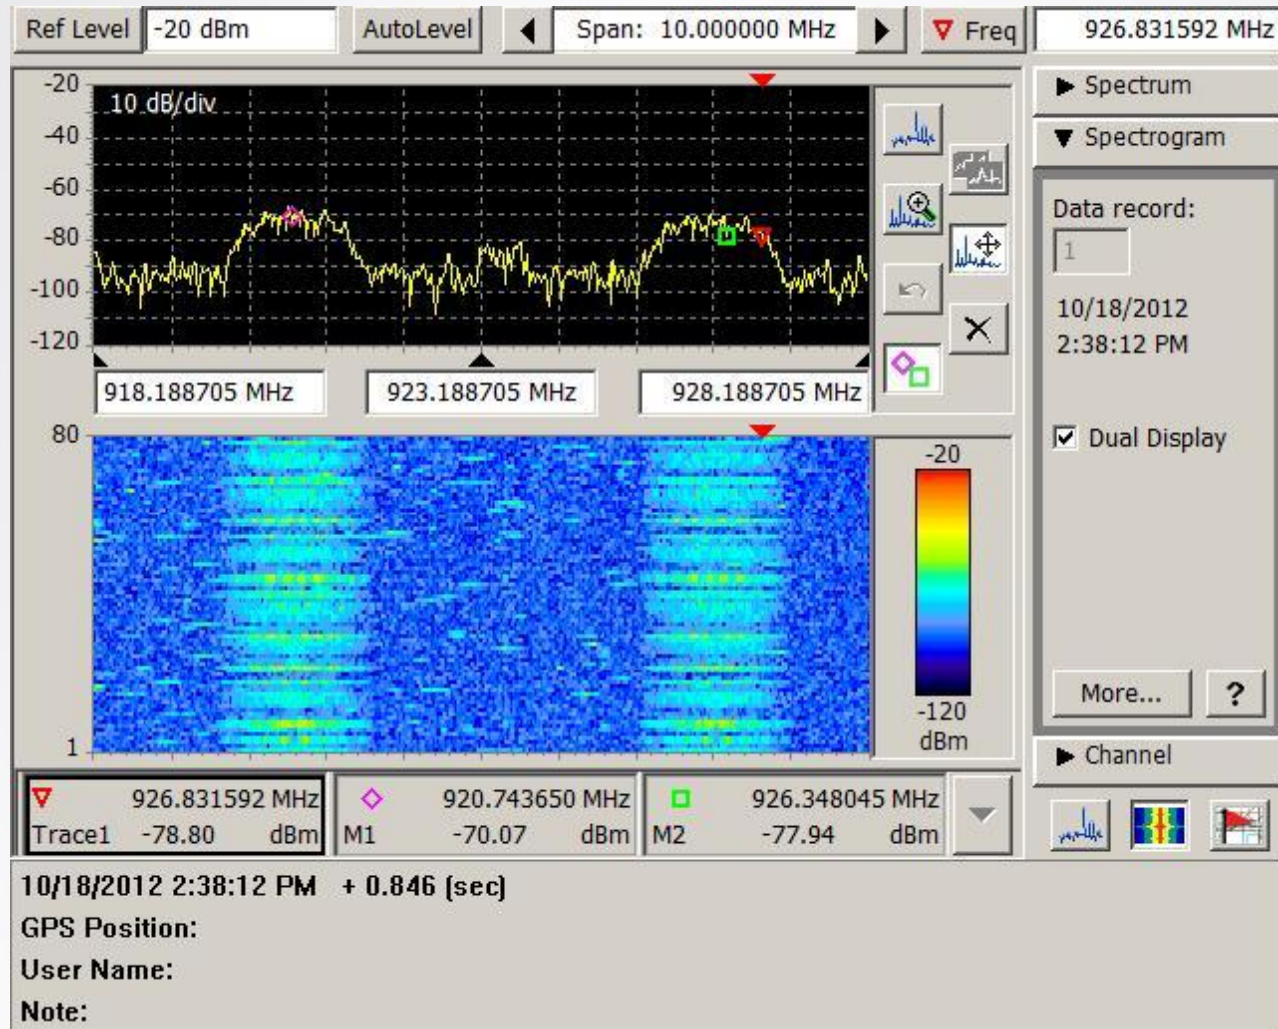 Ref Level -20 dBm AutoLevel Span: 10.000000 MHz Freq 926.831592 MHz
-20
10 dB/div
-40
-60
-80
-100
-120
918.188705 MHz 923.188705 MHz 928.188705 MHz
80
1
-20
-120
dBm
Spectrum
Spectrogram
Data record:
1
10/18/2012
2:38:12 PM
Dual Display
More... ?
Channel
926.831592 MHz 920.743650 MHz 926.348045 MHz
Trace1 -78.80 dBm M1 -70.07 dBm M2 -77.94 dBm
10/18/2012 2:38:12 PM + 0.846 (sec)
GPS Position:
User Name:
Note: